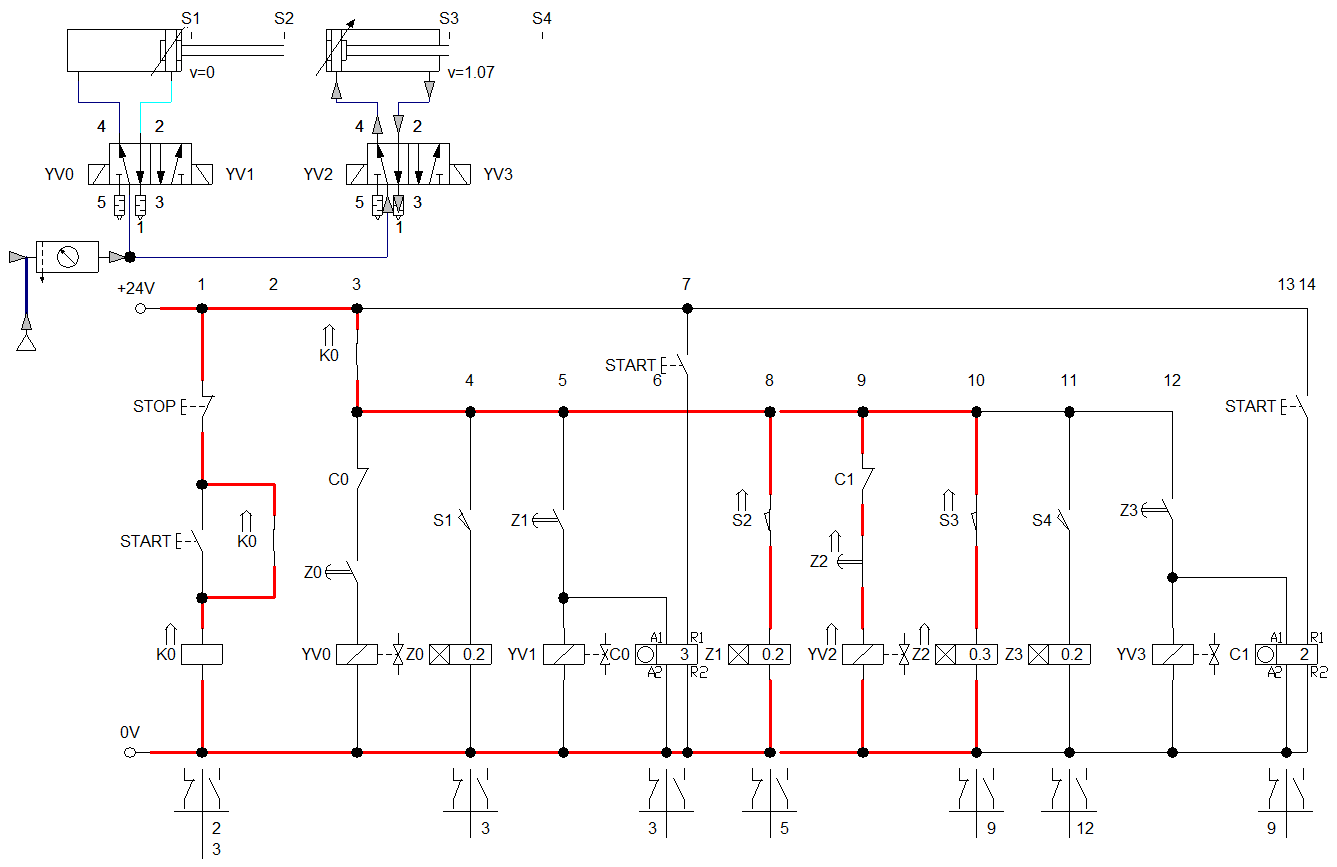 S1 S2 S3 S4
v=0 v=1.07
4 2 4 2
YV0 YV1 YV2 YV3
5 3 5 3
1 1
+24V 1 2 3 7 13 14
K0
START
4 5 6 8 9 10 11 12
STOP START
C0 C1
S1 Z1 S2 S3 S4 Z3
START K0
Z0 Z2
A1 R1 A1 R1
K0 YV0 Z0 0.2 YV1 C0 3 Z1 0.2 YV2 Z2 0.3 Z3 0.2 YV3 C1 2
A2 R2 A2 R2
0V
2 3 3 5 9 12 9
3